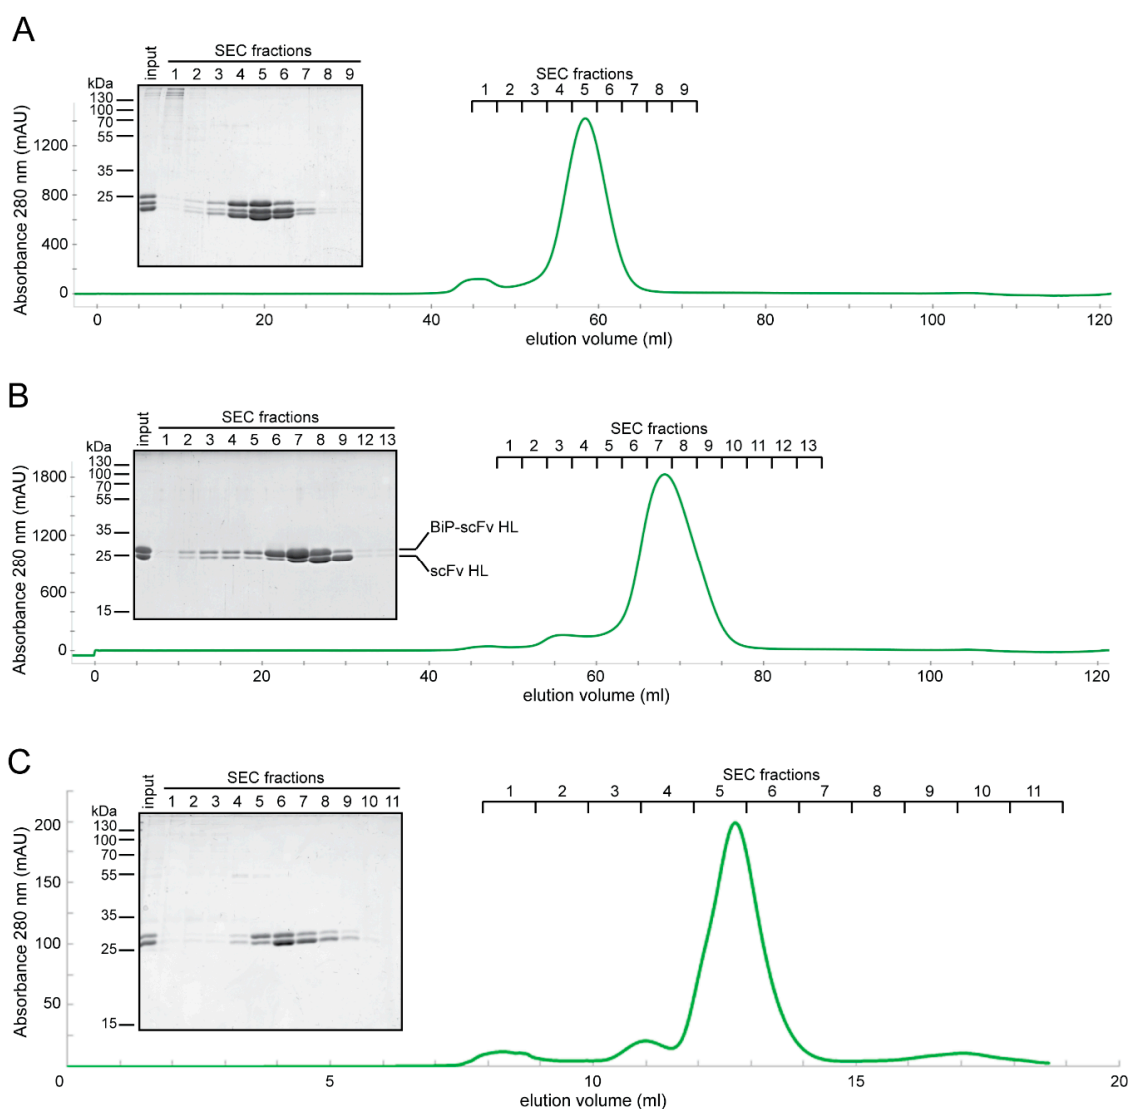 A
SEC fractions
input 1 2 3 4 5 6 7 8 9
kDa
130
100
70
55
35
25
SEC fractions
1 2 3 4 5 6 7 8 9
Absorbance 280 nm (mAU)
1200
800
400
0
0 20 40 60 80 100 120
elution volume (ml)
B
SEC fractions
input 1 2 3 4 5 6 7 8 9 12 13
kDa
130
100
70
55
35
25
15
BiP-scFv HL
scFv HL
SEC fractions
1 2 3 4 5 6 7 8 9 10 11 12 13
Absorbance 280 nm (mAU)
1800
1200
600
0
0 20 40 60 80 100 120
elution volume (ml)
C
SEC fractions
input 1 2 3 4 5 6 7 8 9 10 11
kDa
130
100
70
55
35
25
15
SEC fractions
1 2 3 4 5 6 7 8 9 10 11
Absorbance 280 nm (mAU)
200
150
100
50
0 5 10 15 20
elution volume (ml)